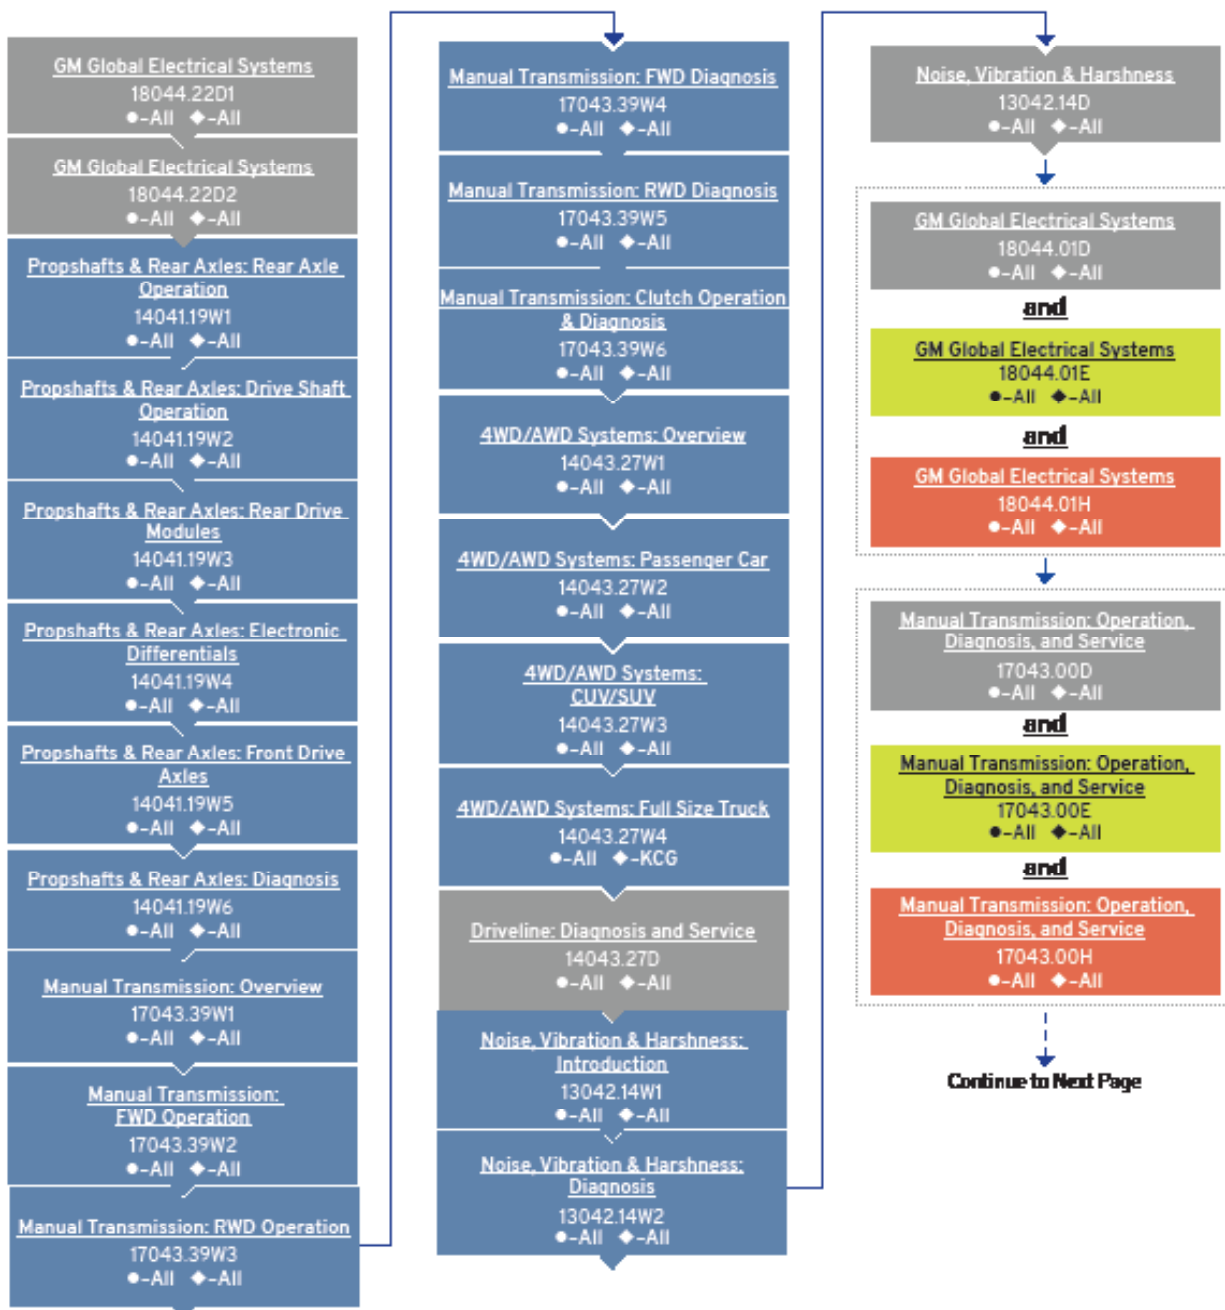 GM Global Electrical Systems
18044.22D1
●-All ◆-All
GM Global Electrical Systems
18044.22D2
●-All ◆-All
Propshafts & Rear Axles: Rear Axle
Operation
14041.19W1
●-All ◆-All
Propshafts & Rear Axles: Drive Shaft
Operation
14041.19W2
●-All ◆-All
Propshafts & Rear Axles: Rear Drive
Modules
14041.19W3
●-All ◆-All
Propshafts & Rear Axles: Electronic
Differentials
14041.19W4
●-All ◆-All
Propshafts & Rear Axles: Front Drive
Axles
14041.19W5
●-All ◆-All
Propshafts & Rear Axles: Diagnosis
14041.19W6
●-All ◆-All
Manual Transmission: Overview
17043.39W1
●-All ◆-All
Manual Transmission:
FWD Operation
17043.39W2
●-All ◆-All
Manual Transmission: RWD Operation
17043.39W3
●-All ◆-All
Manual Transmission: FWD Diagnosis
17043.39W4
●-All ◆-All
Manual Transmission: RWD Diagnosis
17043.39W5
●-All ◆-All
Manual Transmission: Clutch Operation
& Diagnosis
17043.39W6
●-All ◆-All
4WD/AWD Systems: Overview
14043.27W1
●-All ◆-All
4WD/AWD Systems: Passenger Car
14043.27W2
●-All ◆-All
4WD/AWD Systems:
CUV/SUV
14043.27W3
●-All ◆-All
4WD/AWD Systems: Full Size Truck
14043.27W4
●-All ◆-KCG
Driveline: Diagnosis and Service
14043.27D
●-All ◆-All
Noise, Vibration & Harshness:
Introduction
13042.14W1
●-All ◆-All
Noise, Vibration & Harshness:
Diagnosis
13042.14W2
●-All ◆-All
Noise, Vibration & Harshness
13042.14D
●-All ◆-All
GM Global Electrical Systems
18044.01D
●-All ◆-All
and
GM Global Electrical Systems
18044.01E
●-All ◆-All
and
GM Global Electrical Systems
18044.01H
●-All ◆-All
Manual Transmission: Operation,
Diagnosis, and Service
17043.00D
●-All ◆-All
and
Manual Transmission: Operation,
Diagnosis, and Service
17043.00E
●-All ◆-All
and
Manual Transmission: Operation,
Diagnosis, and Service
17043.00H
●-All ◆-All
Continue to Next Page